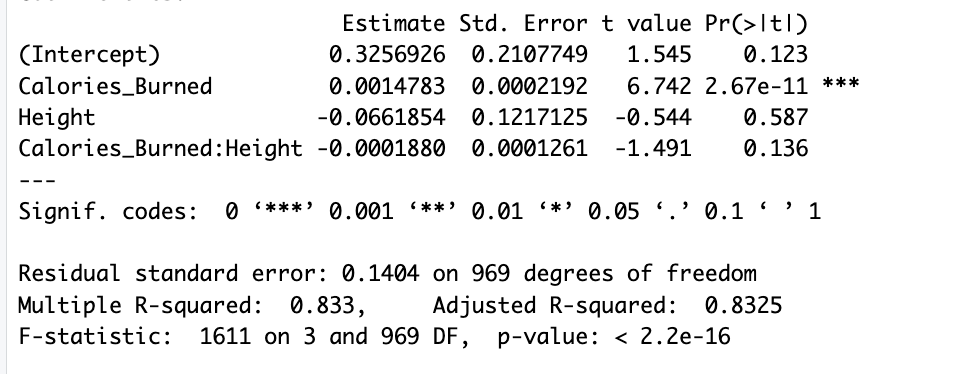 Estimate Std. Error t value Pr(>|t|)
(Intercept)             0.3256926  0.2107749   1.545    0.123
Calories_Burned         0.0014783  0.0002192   6.742 2.67e-11 ***
Height                 -0.0661854  0.1217125  -0.544    0.587
Calories_Burned:Height -0.0001880  0.0001261  -1.491    0.136
---
Signif. codes:  0 ‘***’ 0.001 ‘**’ 0.01 ‘*’ 0.05 ‘.’ 0.1 ‘ ’ 1

Residual standard error: 0.1404 on 969 degrees of freedom
Multiple R-squared:  0.833,	Adjusted R-squared:  0.8325
F-statistic:  1611 on 3 and 969 DF,  p-value: < 2.2e-16